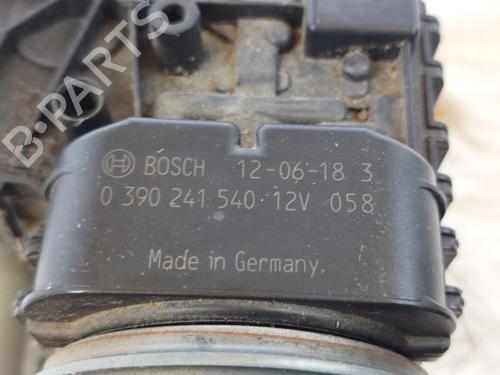 BOSCH 12-06-18 3
0 390 241 540 12V 058
Made in Germany
B-PARTS